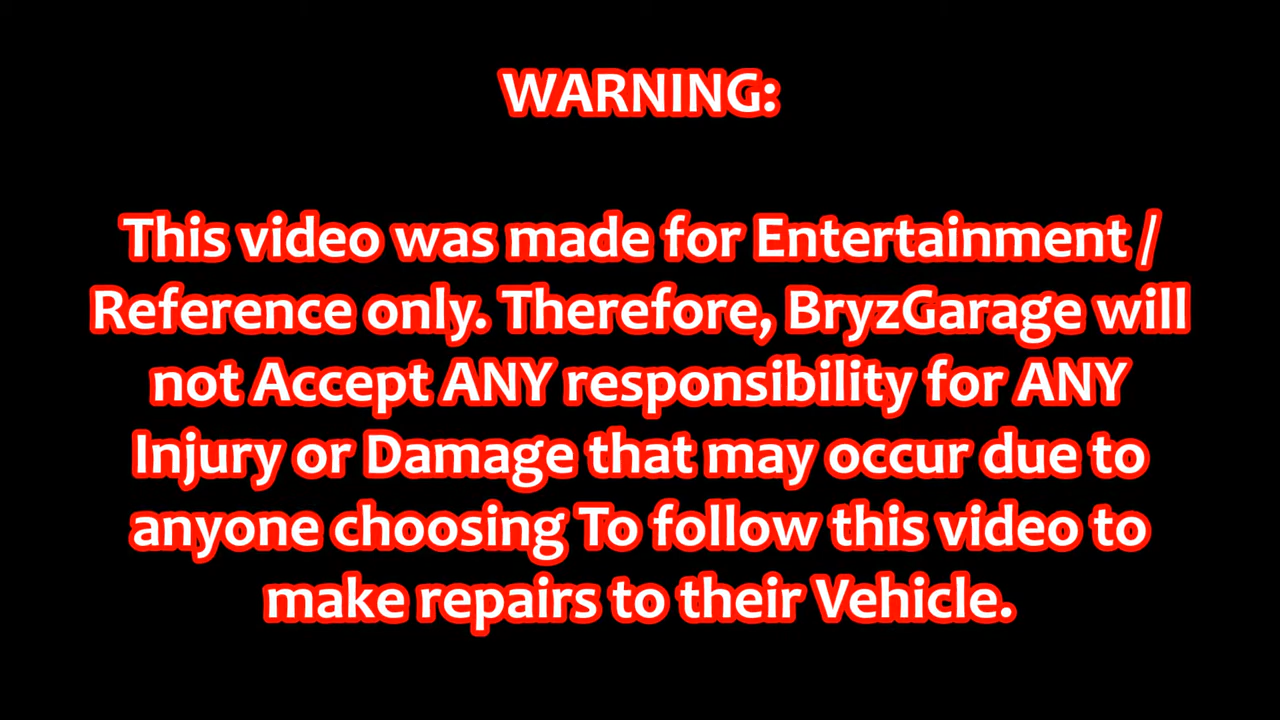 WARNING:
This video was made for Entertainment /
Reference only. Therefore, BryzGarage will
not Accept ANY responsibility for ANY
Injury or Damage that may occur due to
anyone choosing To follow this video to
make repairs to their Vehicle.